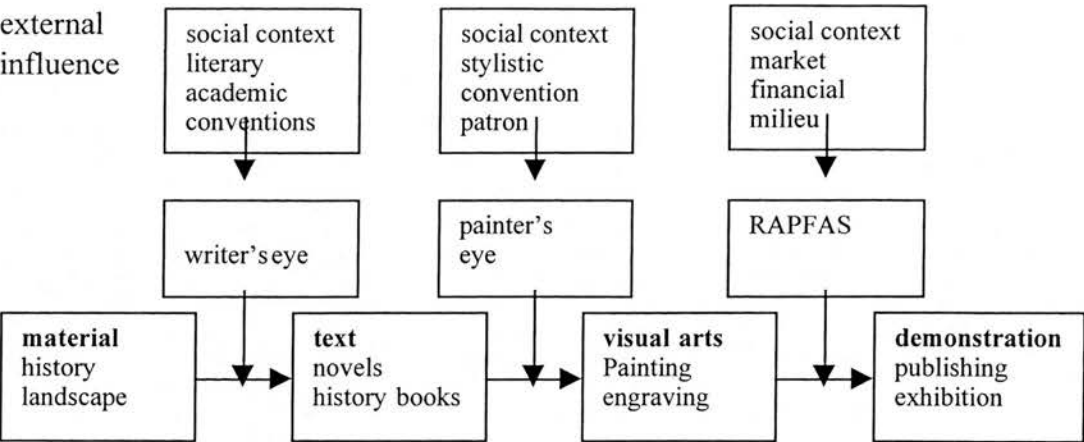 external
influence
social context
literary
academic
conventions
social context
stylistic
convention
patron
social context
market
financial
milieu
writer's eye
painter's
eye
RAPFAS
material
history
landscape
text
novels
history books
visual arts
Painting
engraving
demonstration
publishing
exhibition